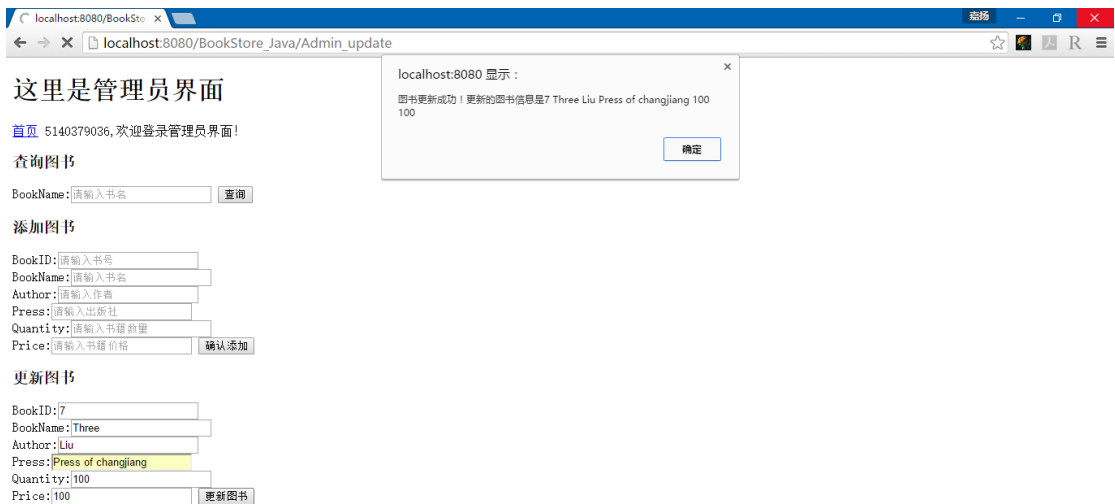 localhost:8080/BookSto
嘉扬
localhost:8080/BookStore_Java/Admin_update
R
localhost:8080 显示：
图书更新成功！更新的图书信息是7 Three Liu Press of changjiang 100
100
确定
这里是管理员界面
首页 5140379036,欢迎登录管理员界面!
查询图书
BookName:请输入书名 查询
添加图书
BookID:请输入书号
BookName:请输入书名
Author:请输入作者
Press:请输入出版社
Quantity:请输入书籍数量
Price:请输入书籍价格 确认添加
更新图书
BookID:7
BookName:Three
Author:Liu
Press:Press of changjiang
Quantity:100
Price:100 更新图书